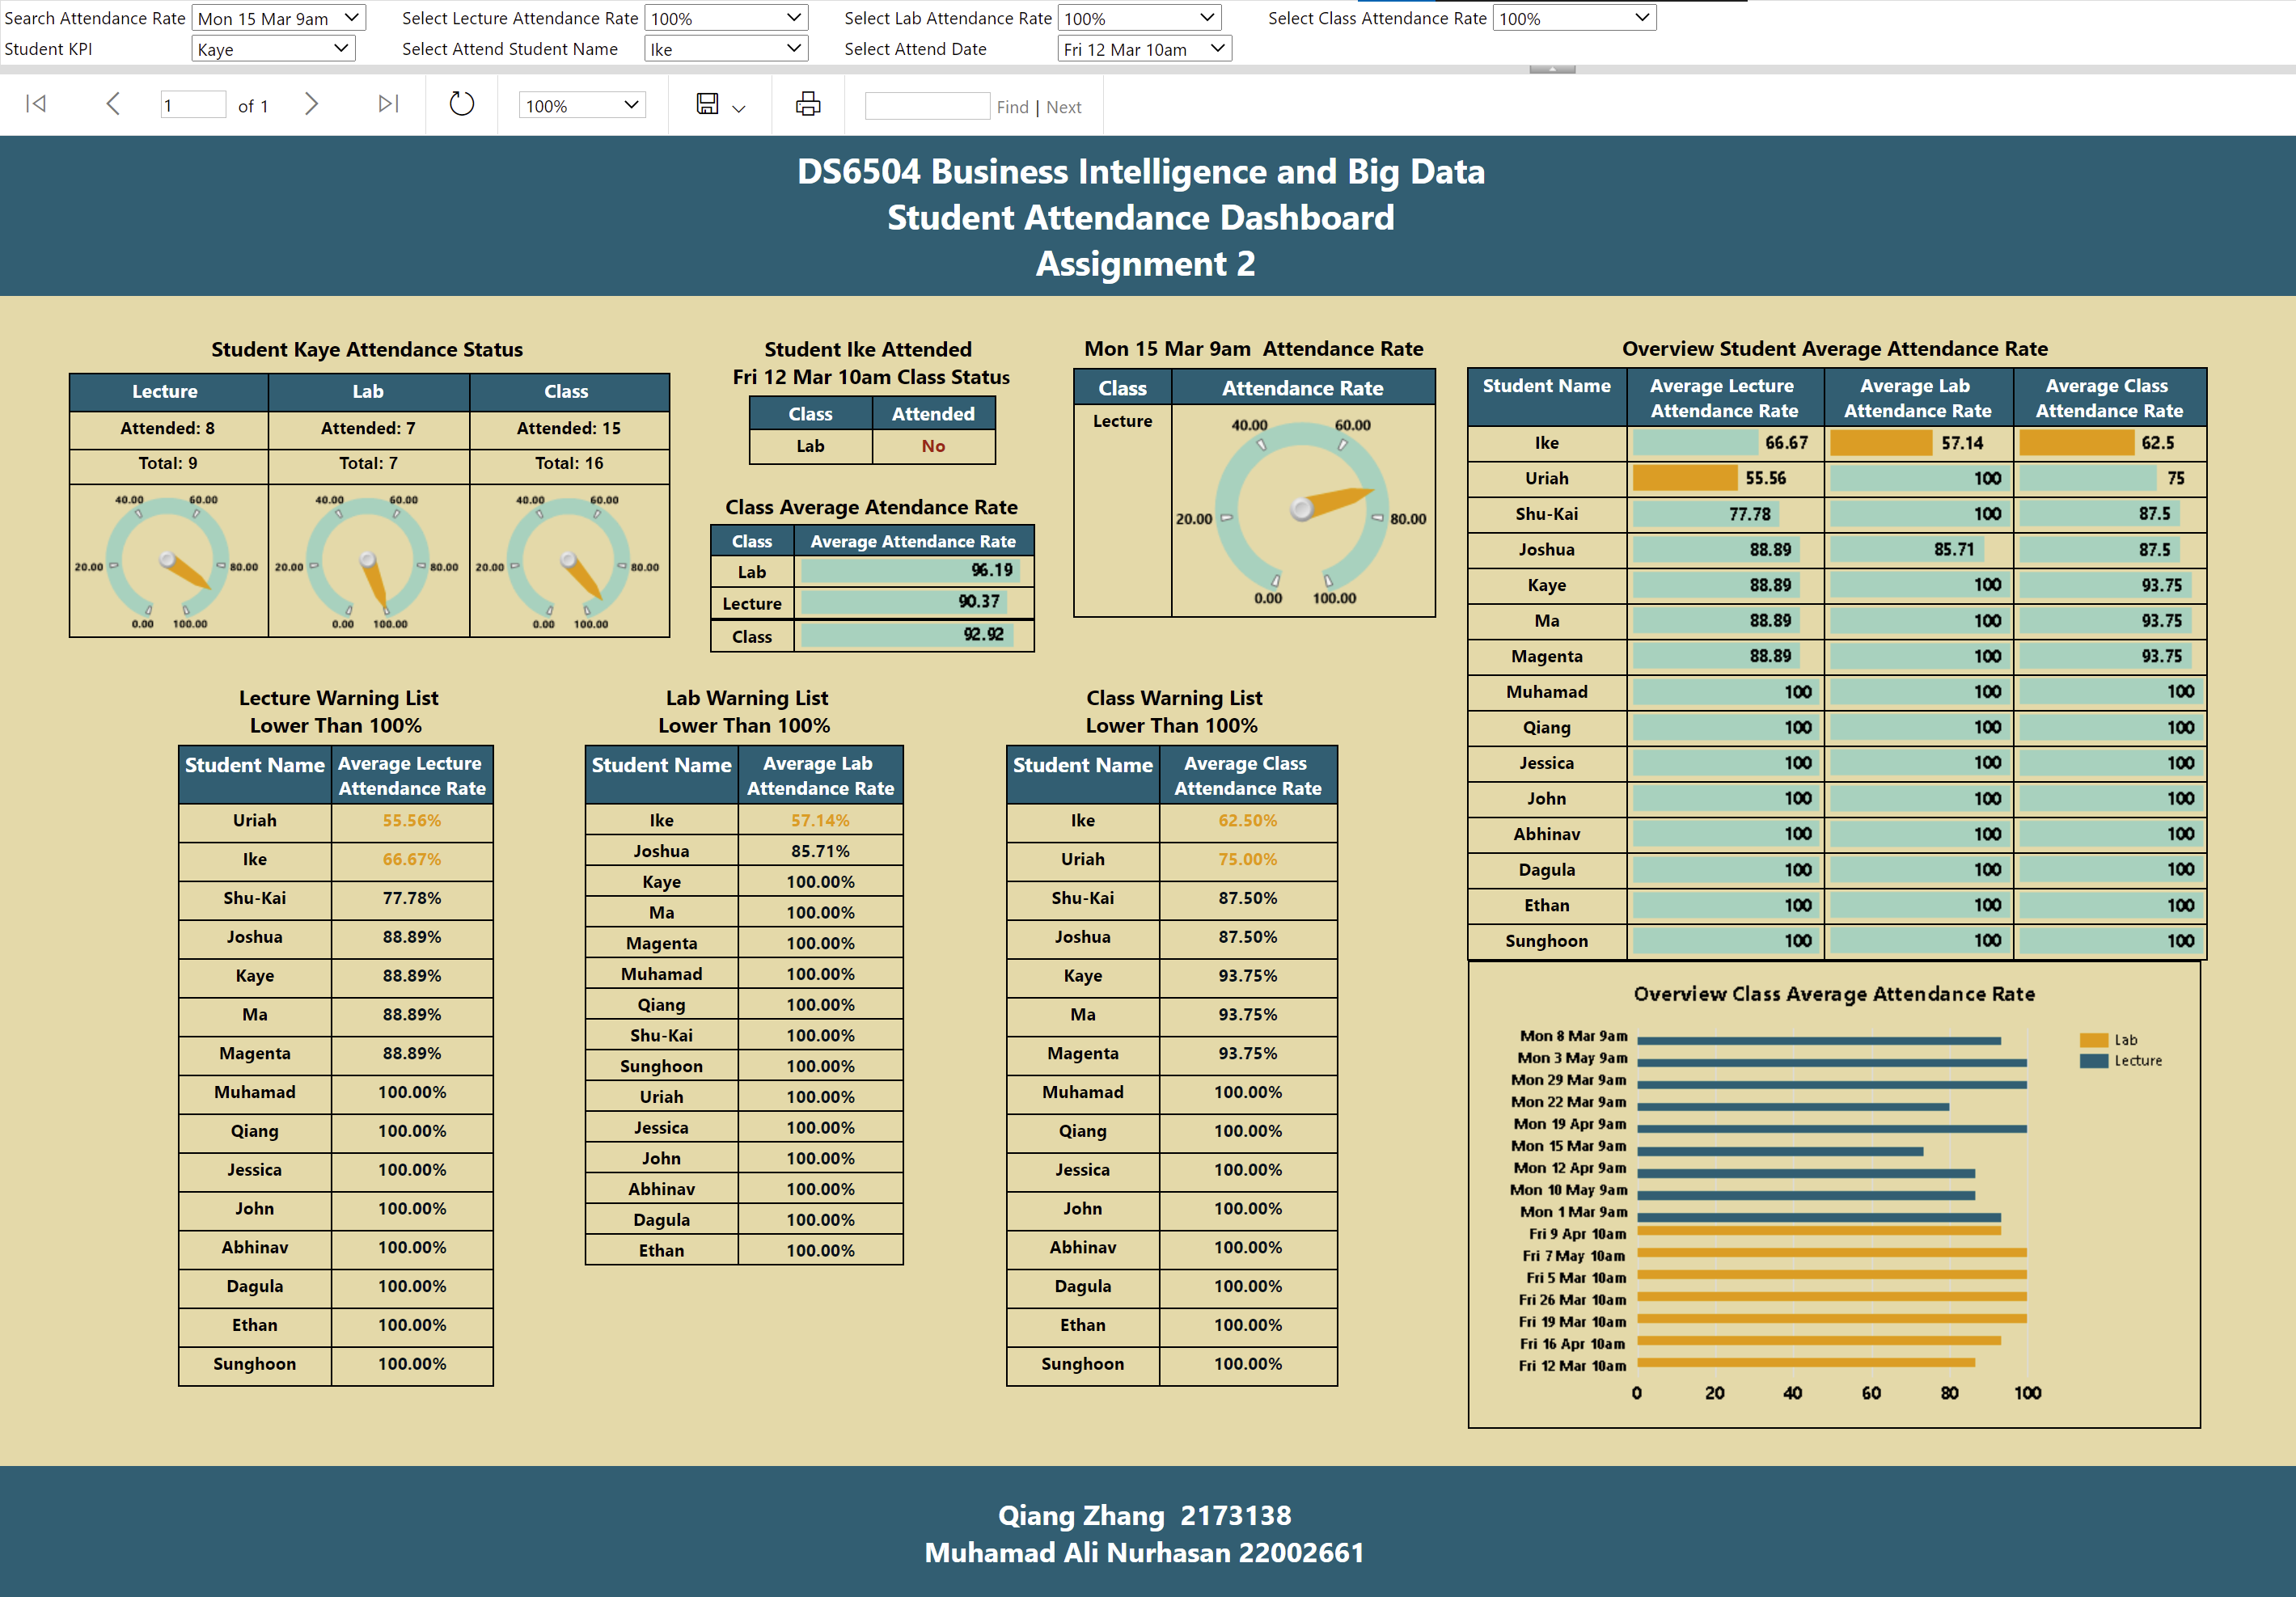 Search Attendance Rate Mon 15 Mar 9am Select Lecture Attendance Rate 100% Select Lab Attendance Rate 100% Select Class Attendance Rate 100%
Student KPI Kaye Select Attend Student Name Ike Select Attend Date Fri 12 Mar 10am
1 of 1 100% Find | Next
DS6504 Business Intelligence and Big Data
Student Attendance Dashboard
Assignment 2
Student Kaye Attendance Status
Lecture Lab Class
Attended: 8 Attended: 7 Attended: 15
Total: 9 Total: 7 Total: 16
40.00 60.00 40.00 60.00 40.00 60.00
20.00 80.00 20.00 80.00 20.00 80.00
0.00 100.00 0.00 100.00 0.00 100.00
Student Ike Attended
Fri 12 Mar 10am Class Status
Class Attended
Lab No
Class Average Atendance Rate
Class Average Attendance Rate
Lab 96.19
Lecture 90.37
Class 92.92
Mon 15 Mar 9am Attendance Rate
Class Attendance Rate
Lecture
40.00 60.00
20.00 80.00
0.00 100.00
Overview Student Average Attendance Rate
Student Name Average Lecture Attendance Rate Average Lab Attendance Rate Average Class Attendance Rate
Ike 66.67 57.14 62.5
Uriah 55.56 100 75
Shu-Kai 77.78 100 87.5
Joshua 88.89 85.71 87.5
Kaye 88.89 100 93.75
Ma 88.89 100 93.75
Magenta 88.89 100 93.75
Muhamad 100 100 100
Qiang 100 100 100
Jessica 100 100 100
John 100 100 100
Abhinav 100 100 100
Dagula 100 100 100
Ethan 100 100 100
Sunghoon 100 100 100
Lecture Warning List
Lower Than 100%
Student Name Average Lecture Attendance Rate
Uriah 55.56%
Ike 66.67%
Shu-Kai 77.78%
Joshua 88.89%
Kaye 88.89%
Ma 88.89%
Magenta 88.89%
Muhamad 100.00%
Qiang 100.00%
Jessica 100.00%
John 100.00%
Abhinav 100.00%
Dagula 100.00%
Ethan 100.00%
Sunghoon 100.00%
Lab Warning List
Lower Than 100%
Student Name Average Lab Attendance Rate
Ike 57.14%
Joshua 85.71%
Kaye 100.00%
Ma 100.00%
Magenta 100.00%
Muhamad 100.00%
Qiang 100.00%
Shu-Kai 100.00%
Sunghoon 100.00%
Uriah 100.00%
Jessica 100.00%
John 100.00%
Abhinav 100.00%
Dagula 100.00%
Ethan 100.00%
Class Warning List
Lower Than 100%
Student Name Average Class Attendance Rate
Ike 62.50%
Uriah 75.00%
Shu-Kai 87.50%
Joshua 87.50%
Kaye 93.75%
Ma 93.75%
Magenta 93.75%
Muhamad 100.00%
Qiang 100.00%
Jessica 100.00%
John 100.00%
Abhinav 100.00%
Dagula 100.00%
Ethan 100.00%
Sunghoon 100.00%
Overview Class Average Attendance Rate
Mon 8 Mar 9am
Mon 3 May 9am
Mon 29 Mar 9am
Mon 22 Mar 9am
Mon 19 Apr 9am
Mon 15 Mar 9am
Mon 12 Apr 9am
Mon 10 May 9am
Mon 1 Mar 9am
Fri 9 Apr 10am
Fri 7 May 10am
Fri 5 Mar 10am
Fri 26 Mar 10am
Fri 19 Mar 10am
Fri 16 Apr 10am
Fri 12 Mar 10am
0 20 40 60 80 100
Lab
Lecture
Qiang Zhang 2173138
Muhamad Ali Nurhasan 22002661